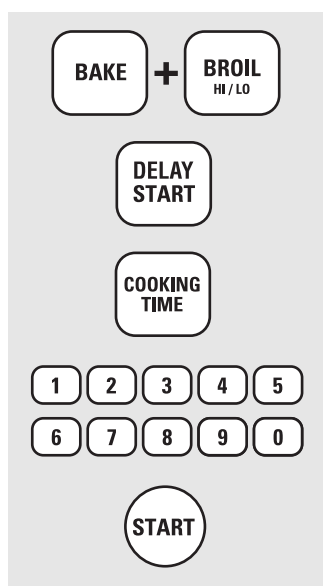 BAKE + BROIL
HI / LO
DELAY
START
COOKING
TIME
1 2 3 4 5
6 7 8 9 0
START